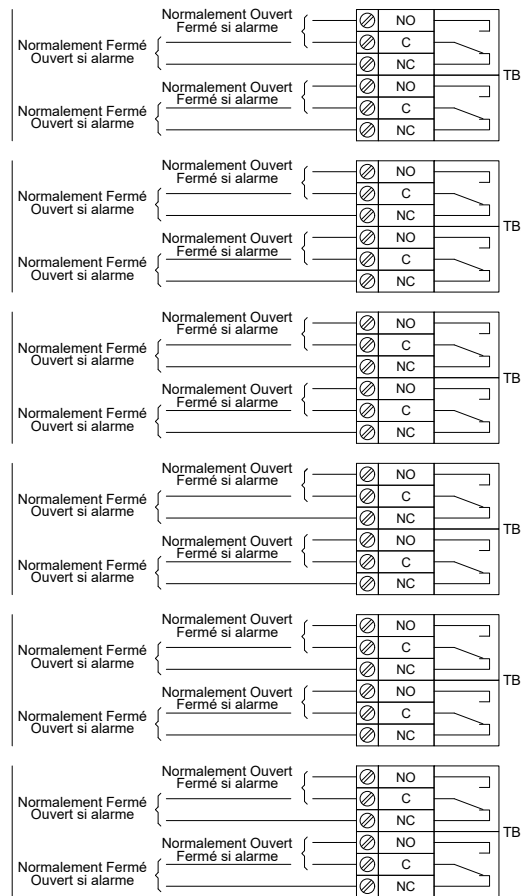 Normalement Ouvert
Fermé si alarme
NO
Normalement Fermé
Ouvert si alarme
C
NC
TB
Normalement Ouvert
Fermé si alarme
NO
Normalement Fermé
Ouvert si alarme
C
NC
Normalement Ouvert
Fermé si alarme
NO
Normalement Fermé
Ouvert si alarme
C
NC
TB
Normalement Ouvert
Fermé si alarme
NO
Normalement Fermé
Ouvert si alarme
C
NC
Normalement Ouvert
Fermé si alarme
NO
Normalement Fermé
Ouvert si alarme
C
NC
TB
Normalement Ouvert
Fermé si alarme
NO
Normalement Fermé
Ouvert si alarme
C
NC
Normalement Ouvert
Fermé si alarme
NO
Normalement Fermé
Ouvert si alarme
C
NC
TB
Normalement Ouvert
Fermé si alarme
NO
Normalement Fermé
Ouvert si alarme
C
NC
Normalement Ouvert
Fermé si alarme
NO
Normalement Fermé
Ouvert si alarme
C
NC
TB
Normalement Ouvert
Fermé si alarme
NO
Normalement Fermé
Ouvert si alarme
C
NC
Normalement Ouvert
Fermé si alarme
NO
Normalement Fermé
Ouvert si alarme
C
NC
TB
Normalement Ouvert
Fermé si alarme
NO
Normalement Fermé
Ouvert si alarme
C
NC